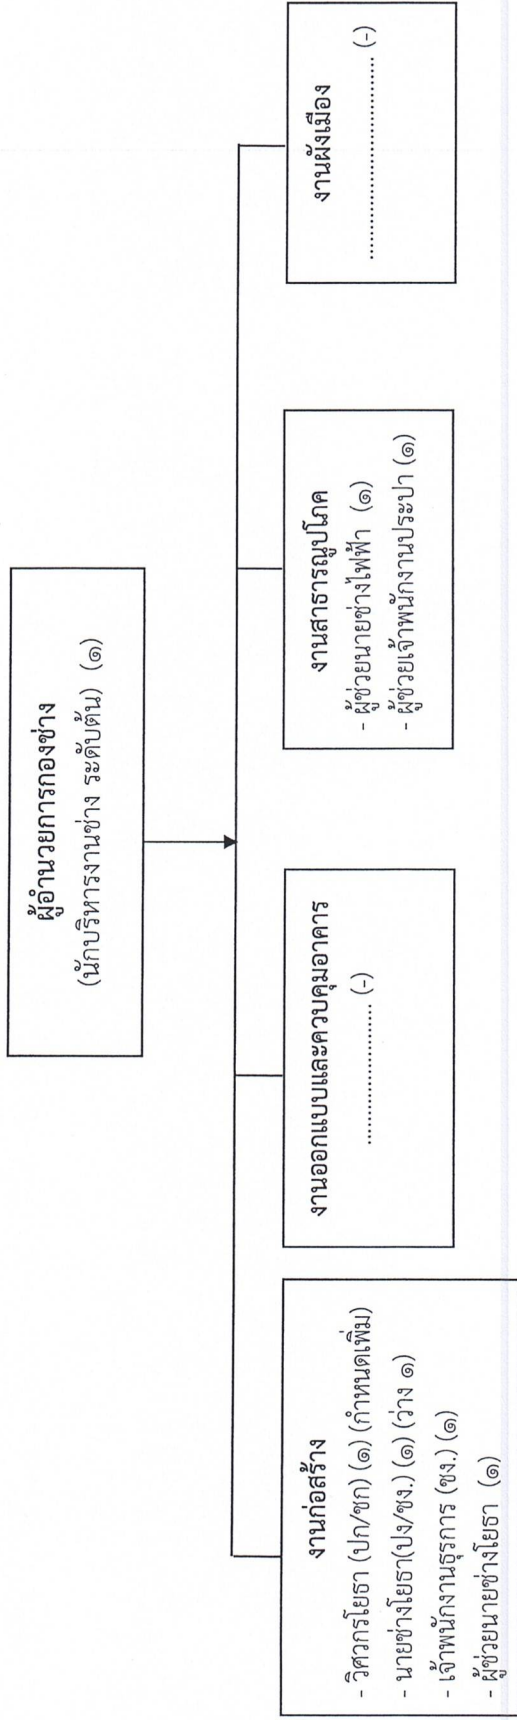 ผู้อำนวยการกองช่าง
(นักบริหารงานช่าง ระดับต้น) (๑)
งานก่อสร้าง
- วิศวกรโยธา (ปก/ชก) (๑) (กำหนดเพิ่ม)
- นายช่างโยธา(ปง/ชง.) (๑) (ว่าง ๑)
- เจ้าพนักงานธุรการ (ชง.) (๑)
- ผู้ช่วยนายช่างโยธา (๑)
งานออกแบบและควบคุมอาคาร
............................ (-)
งานสาธารณูปโภค
- ผู้ช่วยนายช่างไฟฟ้า (๑)
- ผู้ช่วยเจ้าพนักงานประปา (๑)
งานผังเมือง
........................................ (-)